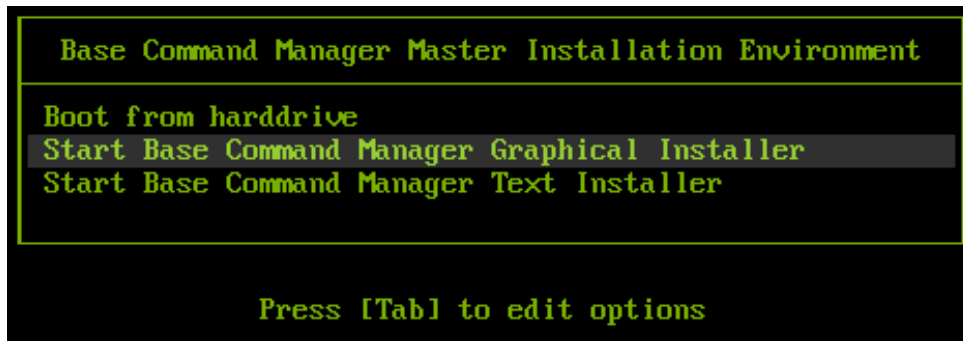 Base Command Manager Master Installation Environment
Boot from harddrive
Start Base Command Manager Graphical Installer
Start Base Command Manager Text Installer
Press [Tab] to edit options